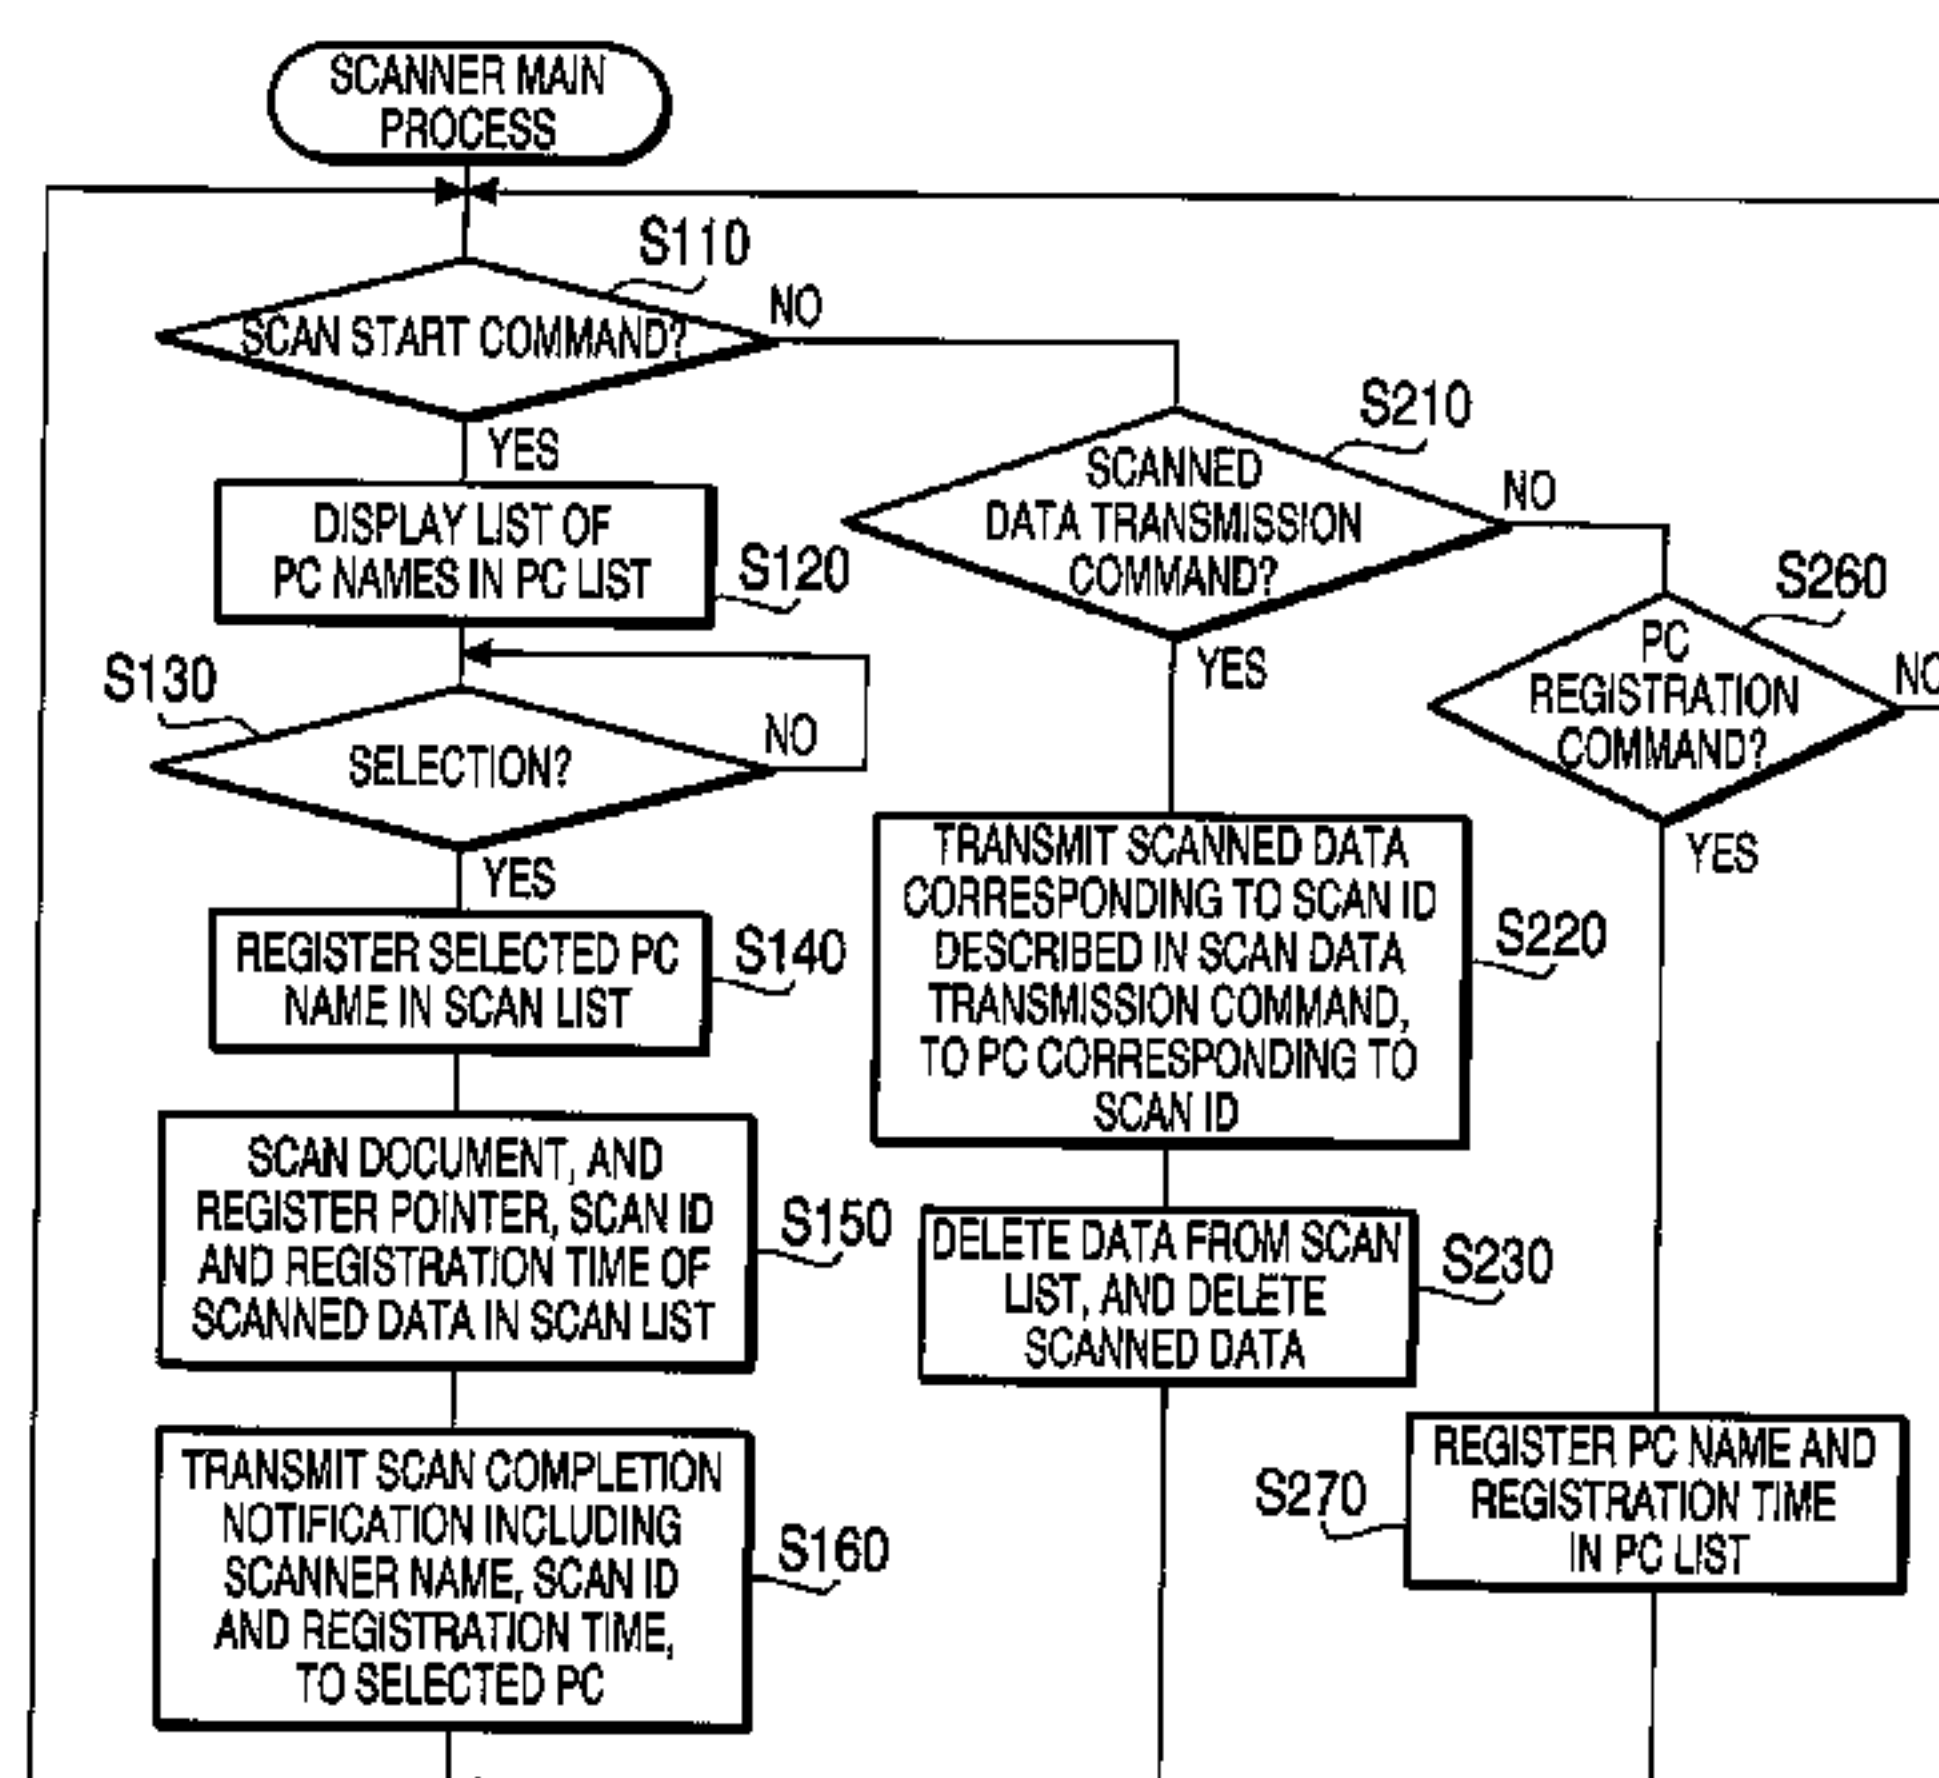 SCANNER MAIN
PROCESS
S110
SCAN START COMMAND?
NO
YES
DISPLAY LIST OF
PC NAMES IN PC LIST
S120
S130
SELECTION?
NO
YES
REGISTER SELECTED PC
NAME IN SCAN LIST
S140
SCAN DOCUMENT, AND
REGISTER POINTER, SCAN ID
AND REGISTRATION TIME OF
SCANNED DATA IN SCAN LIST
S150
TRANSMIT SCAN COMPLETION
NOTIFICATION INCLUDING
SCANNER NAME, SCAN ID
AND REGISTRATION TIME,
TO SELECTED PC
S160
S210
SCANNED
DATA TRANSMISSION
COMMAND?
NO
YES
TRANSMIT SCANNED DATA
CORRESPONDING TO SCAN ID
DESCRIBED IN SCAN DATA
TRANSMISSION COMMAND,
TO PC CORRESPONDING TO
SCAN ID
S220
DELETE DATA FROM SCAN
LIST, AND DELETE
SCANNED DATA
S230
S260
PC
REGISTRATION
COMMAND?
NO
YES
REGISTER PC NAME AND
REGISTRATION TIME
IN PC LIST
S270